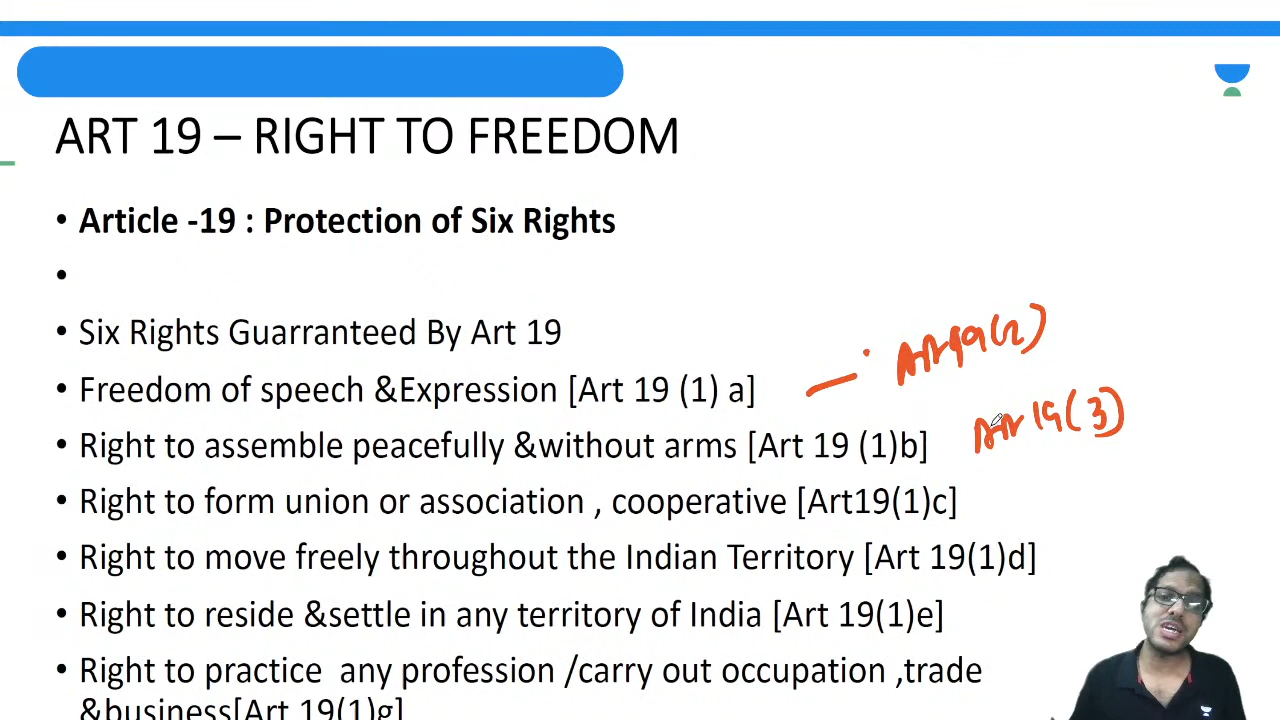 ART 19 – RIGHT TO FREEDOM
• Article -19 : Protection of Six Rights
•
• Six Rights Guarranteed By Art 19
• Freedom of speech &Expression [Art 19 (1) a] — Art 19(2)
• Right to assemble peacefully &without arms [Art 19 (1)b] Art 19(3)
• Right to form union or association , cooperative [Art19(1)c]
• Right to move freely throughout the Indian Territory [Art 19(1)d]
• Right to reside &settle in any territory of India [Art 19(1)e]
• Right to practice any profession /carry out occupation ,trade
&business[Art 19(1)g]